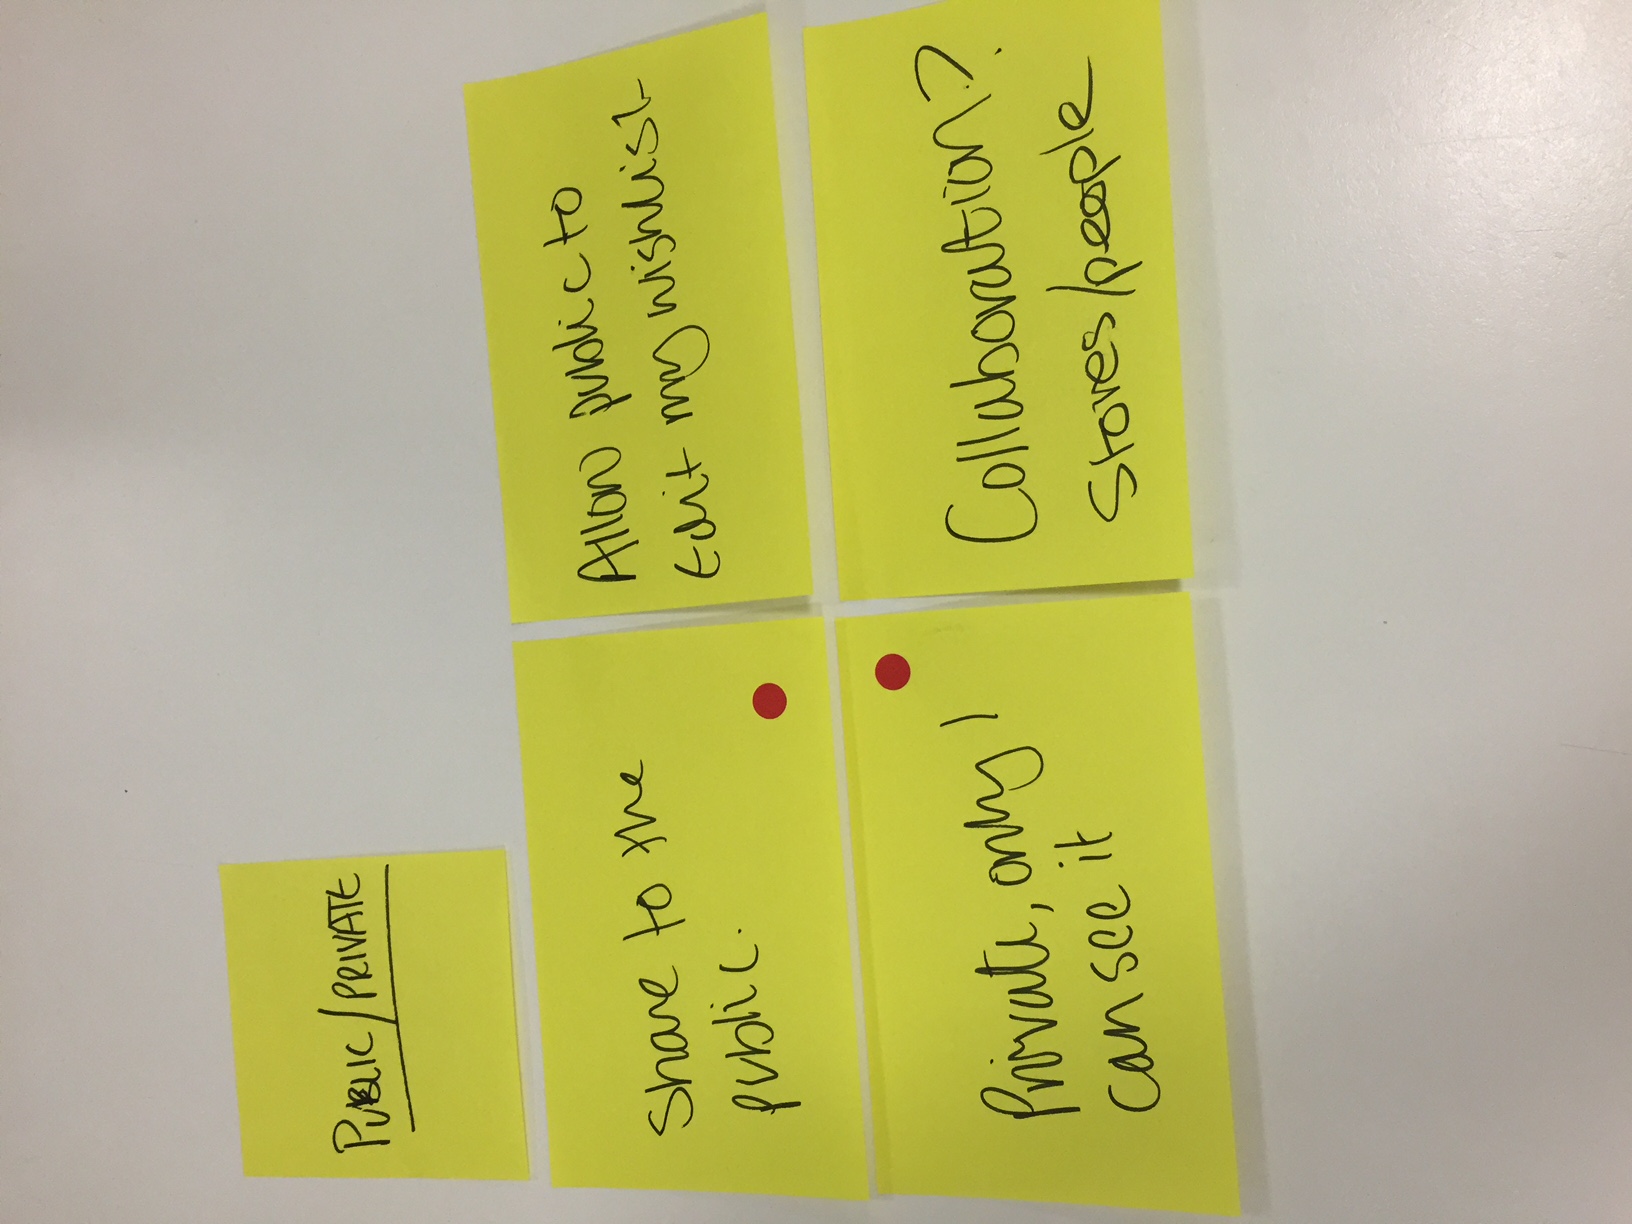 PUBLIC/PRIVATE
Share to the
public.
Allow public to
Edit my wishlist
Private, only I
can see it
Collaboration?
Stores/people